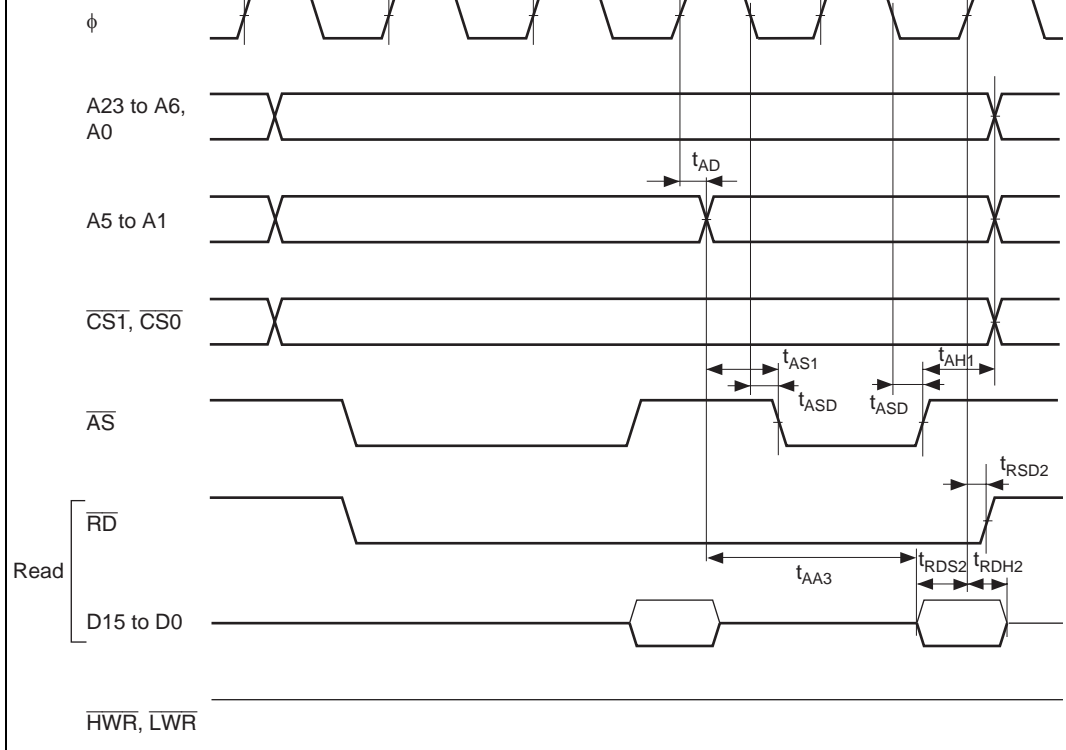 ϕ
A23 to A6,
A0
tAD
A5 to A1
CS1, CS0
tAS1
tAH1
tASD
tASD
AS
tRSD2
RD
Read
tAA3
tRDS2
tRDH2
D15 to D0
HWR, LWR